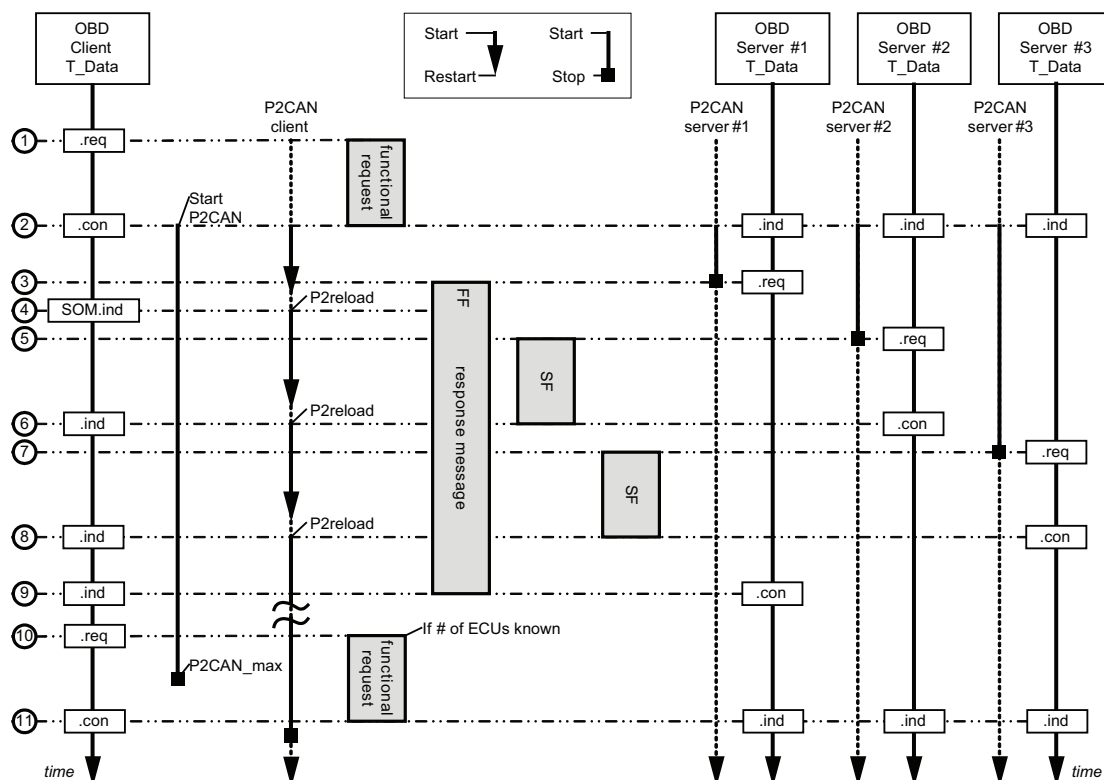 OBD
Client
T_Data
Start
Restart
Start
Stop
OBD
Server #1
T_Data
OBD
Server #2
T_Data
OBD
Server #3
T_Data
P2CAN
client
P2CAN
server #1
P2CAN
server #2
P2CAN
server #3
1
.req
functional
request
Start
P2CAN
2
.con
.ind
.ind
.ind
3
.req
FF
response message
4
SOM.ind
P2reload
5
.req
SF
6
.ind
P2reload
.con
7
.req
SF
8
.ind
P2reload
.con
9
.ind
.con
If # of ECUs known
10
.req
functional
request
P2CAN_max
11
.con
.ind
.ind
.ind
time
time